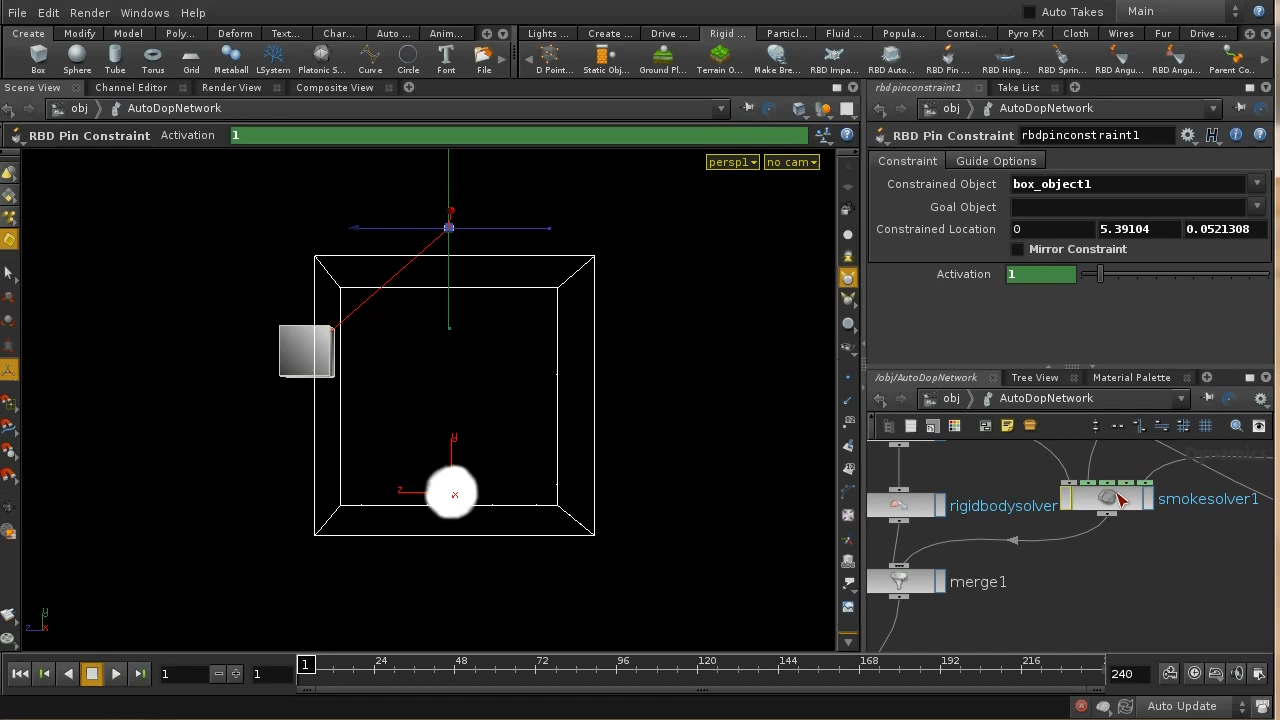 File Edit Render Windows Help Auto Takes Main
Create Modify Model Poly... Deform Text... Char... Auto ... Anim... Lights ... Create ... Drive ... Rigid ... Particl... Fluid ... Popula... Contai... Pyro FX Cloth Wires Fur Drive ...
Box Sphere Tube Torus Grid Metaball LSystem Platonic S... Curve Circle Font File D Point... Static Obj... Ground Pl... Terrain O... Make Bre... RBD Impa... RBD Auto... RBD Pin ... RBD Hing... RBD Sprin... RBD Angu... RBD Angu... Parent Co...
Scene View Channel Editor Render View Composite View rbdpinconstraint1 Take List
obj AutoDopNetwork obj AutoDopNetwork
RBD Pin Constraint Activation 1 RBD Pin Constraint rbdpinconstraint1
persp1 no cam
Constraint Guide Options
Constrained Object box_object1
Goal Object
Constrained Location 0 5.39104 0.0521308
Mirror Constraint
Activation 1
/obj/AutoDopNetwork Tree View Material Palette
obj AutoDopNetwork
Dynamics
rigidbodysolver smokesolver1
merge1
y
z x
y
z x
1 1 1 24 48 72 96 120 144 168 192 216 240
Auto Update